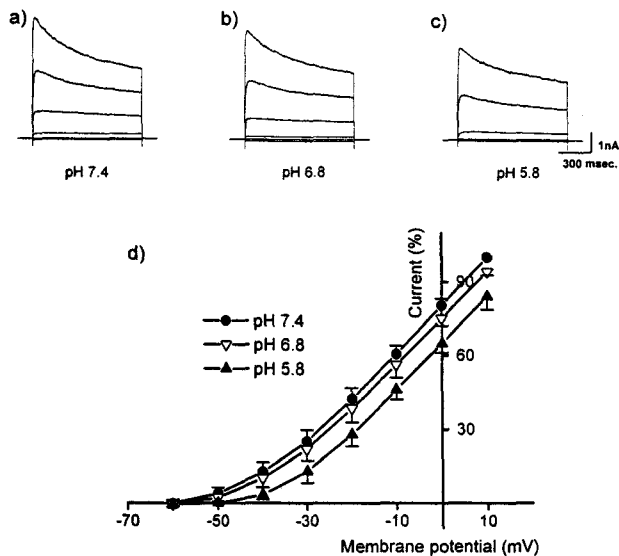 a)
b)
c)
pH 7.4
pH 6.8
pH 5.8
1nA
300 msec.
d)
Current (%)
pH 7.4
pH 6.8
pH 5.8
90
60
30
-70
-50
-30
-10
10
Membrane potential (mV)